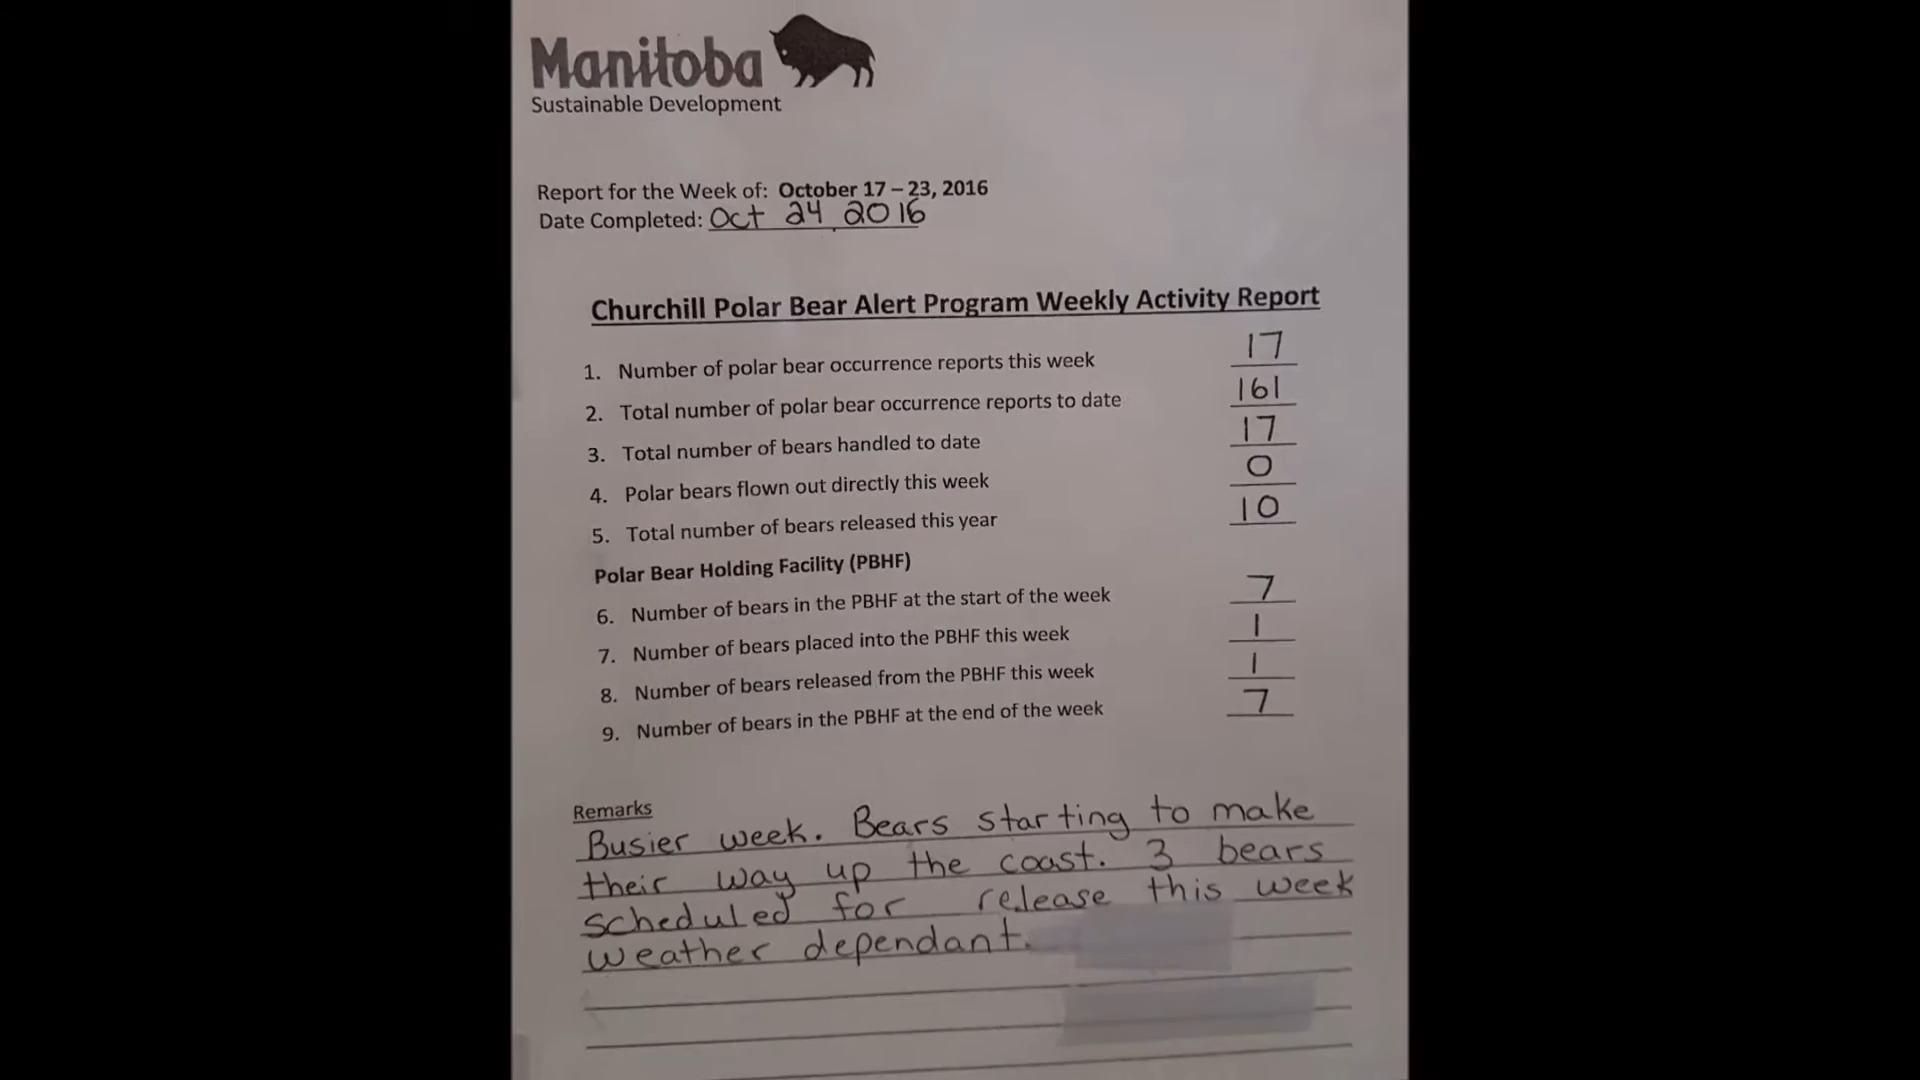 Manitoba
Sustainable Development
Report for the Week of: October 17 – 23, 2016
Date Completed: Oct 24, 2016
Churchill Polar Bear Alert Program Weekly Activity Report
1. Number of polar bear occurrence reports this week 17
2. Total number of polar bear occurrence reports to date 161
3. Total number of bears handled to date 17
4. Polar bears flown out directly this week 0
5. Total number of bears released this year 10
Polar Bear Holding Facility (PBHF)
6. Number of bears in the PBHF at the start of the week 7
7. Number of bears placed into the PBHF this week 1
8. Number of bears released from the PBHF this week 1
9. Number of bears in the PBHF at the end of the week 7
Remarks
Busier week. Bears starting to make
their way up the coast. 3 bears
scheduled for release this week
weather dependant.